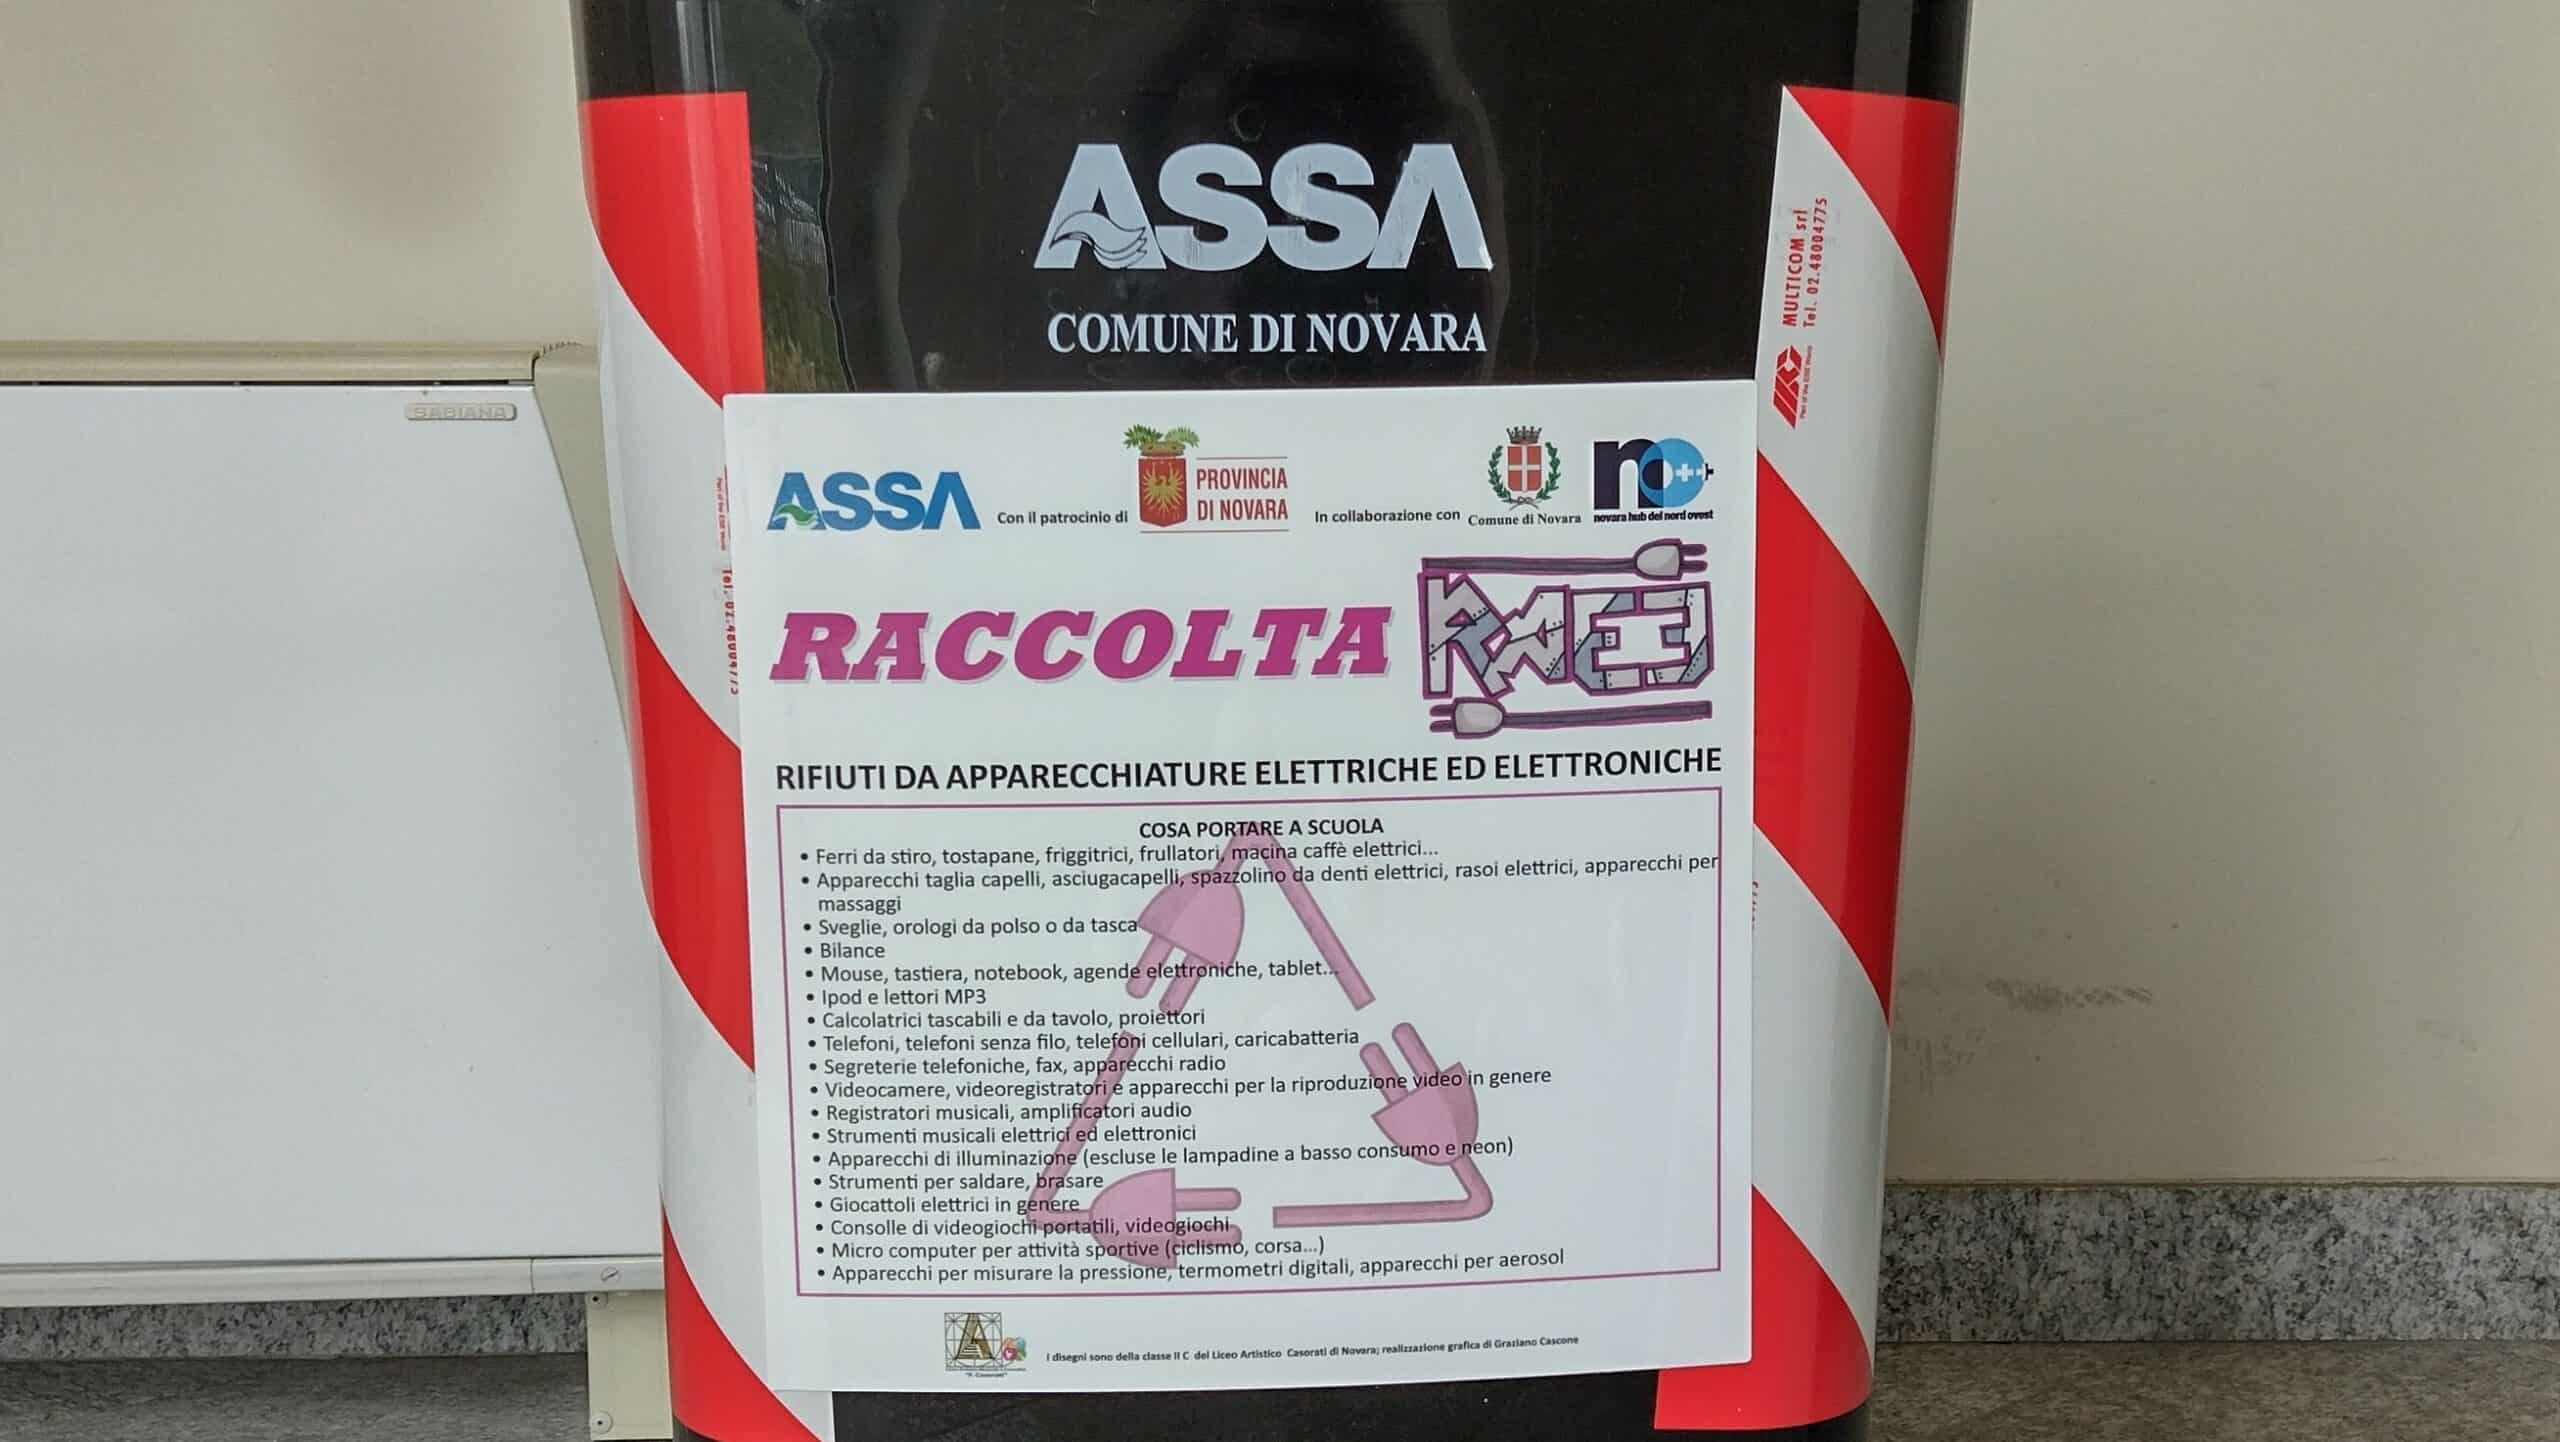 ASSA
COMUNE DI NOVARA
SABIANA
MULTICOM srl
Tel. 02.48004775
ASSA
Con il patrocinio di
PROVINCIA
DI NOVARA
In collaborazione con
Comune di Novara
novara hub del nord ovest
RACCOLTA RAEE
RIFIUTI DA APPARECCHIATURE ELETTRICHE ED ELETTRONICHE
COSA PORTARE A SCUOLA
• Ferri da stiro, tostapane, friggitrici, frullatori, macina caffè elettrici...
• Apparecchi taglia capelli, asciugacapelli, spazzolino da denti elettrici, rasoi elettrici, apparecchi per
massaggi
• Sveglie, orologi da polso o da tasca
• Bilance
• Mouse, tastiera, notebook, agende elettroniche, tablet...
• Ipod e lettori MP3
• Calcolatrici tascabili e da tavolo, proiettori
• Telefoni, telefoni senza filo, telefoni cellulari, caricabatteria
• Segreterie telefoniche, fax, apparecchi radio
• Videocamere, videoregistratori e apparecchi per la riproduzione video in genere
• Registratori musicali, amplificatori audio
• Strumenti musicali elettrici ed elettronici
• Apparecchi di illuminazione (escluse le lampadine a basso consumo e neon)
• Strumenti per saldare, brasare
• Giocattoli elettrici in genere
• Consolle di videogiochi portatili, videogiochi
• Micro computer per attività sportive (ciclismo, corsa...)
• Apparecchi per misurare la pressione, termometri digitali, apparecchi per aerosol
I disegni sono della classe II C del Liceo Artistico Casorati di Novara; realizzazione grafica di Graziano Cascone